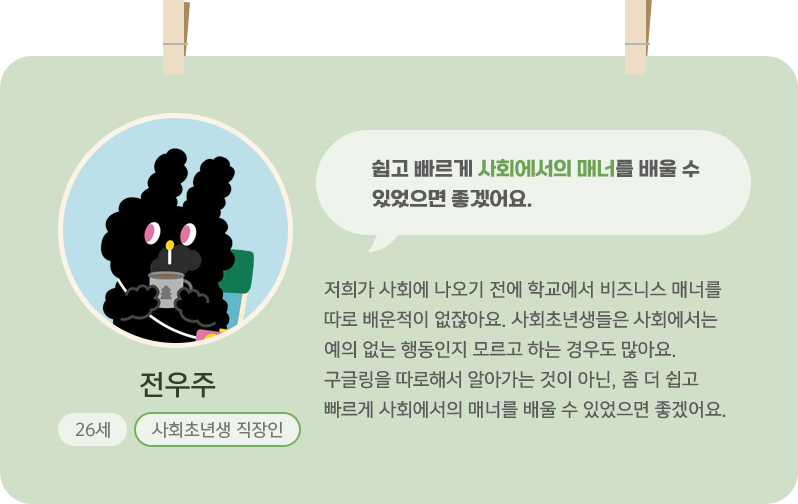 쉽고 빠르게 사회에서의 매너를 배울 수
있었으면 좋겠어요.
저희가 사회에 나오기 전에 학교에서 비즈니스 매너를
따로 배운적이 없잖아요. 사회초년생들은 사회에서는
예의 없는 행동인지 모르고 하는 경우도 많아요.
구글링을 따로해서 알아가는 것이 아닌, 좀 더 쉽고
빠르게 사회에서의 매너를 배울 수 있었으면 좋겠어요.
전우주
26세
사회초년생 직장인